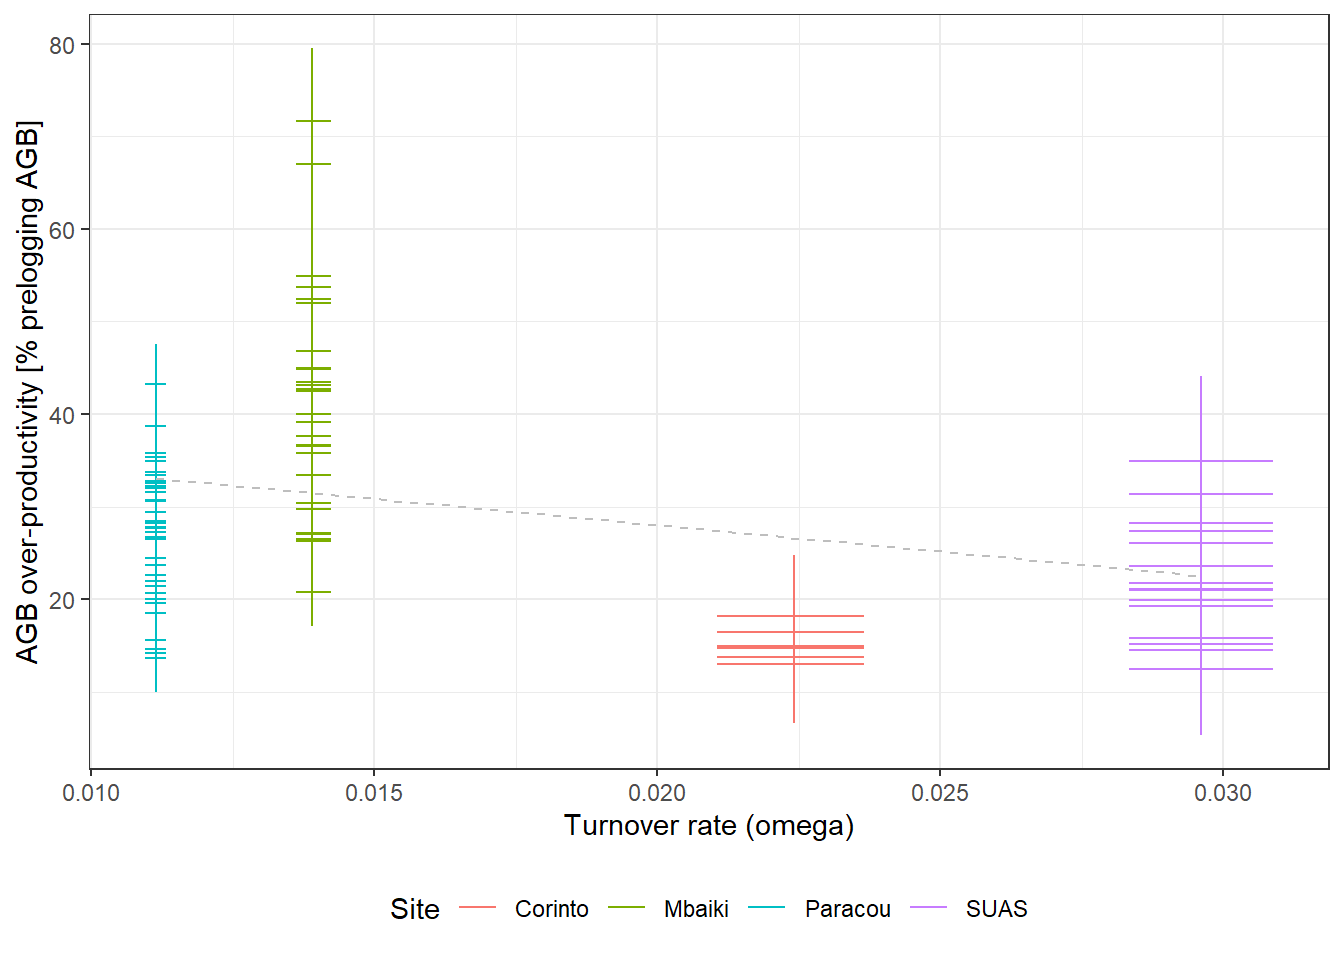 80
60
40
20
AGB over-productivity [% prelogging AGB]
0.010 0.015 0.020 0.025 0.030
Turnover rate (omega)
Site Corinto Mbaiki Paracou SUAS